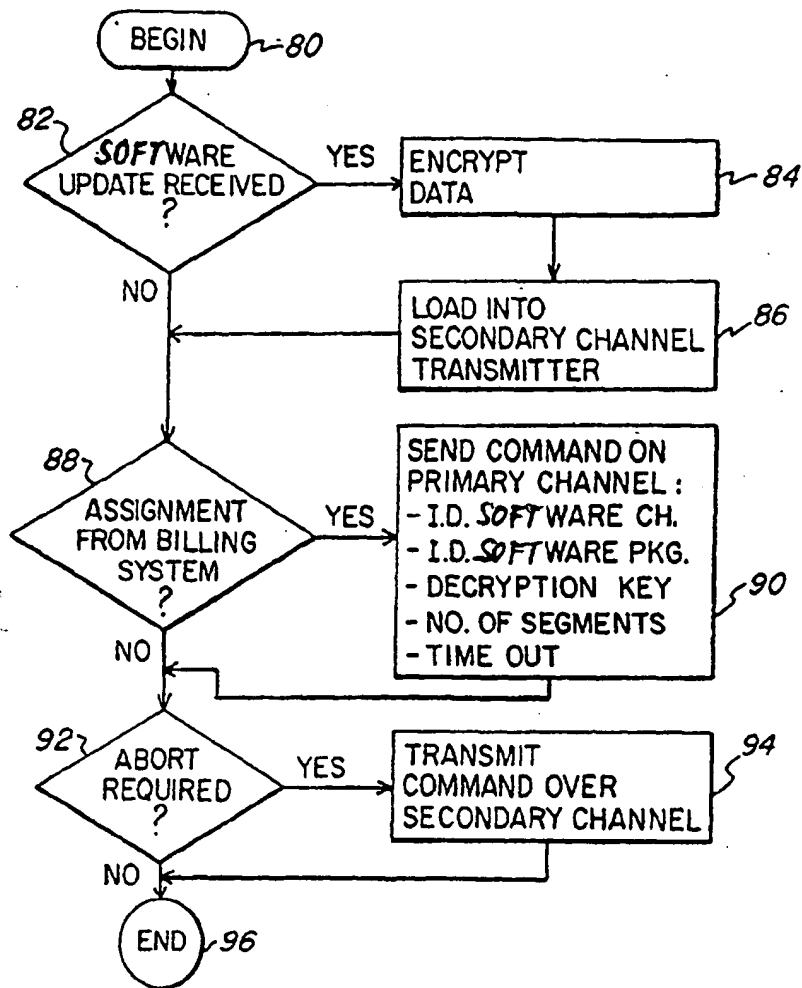 BEGIN
80
82
SOFTWARE
UPDATE RECEIVED
?
YES
ENCRYPT
DATA
84
NO
LOAD INTO
SECONDARY CHANNEL
TRANSMITTER
86
88
ASSIGNMENT
FROM BILLING
SYSTEM
?
YES
SEND COMMAND ON
PRIMARY CHANNEL :
- I.D. SOFTWARE CH.
- I.D. SOFTWARE PKG.
- DECRYPTION KEY
- NO. OF SEGMENTS
- TIME OUT
90
NO
92
ABORT
REQUIRED
?
YES
TRANSMIT
COMMAND OVER
SECONDARY CHANNEL
94
NO
END
96